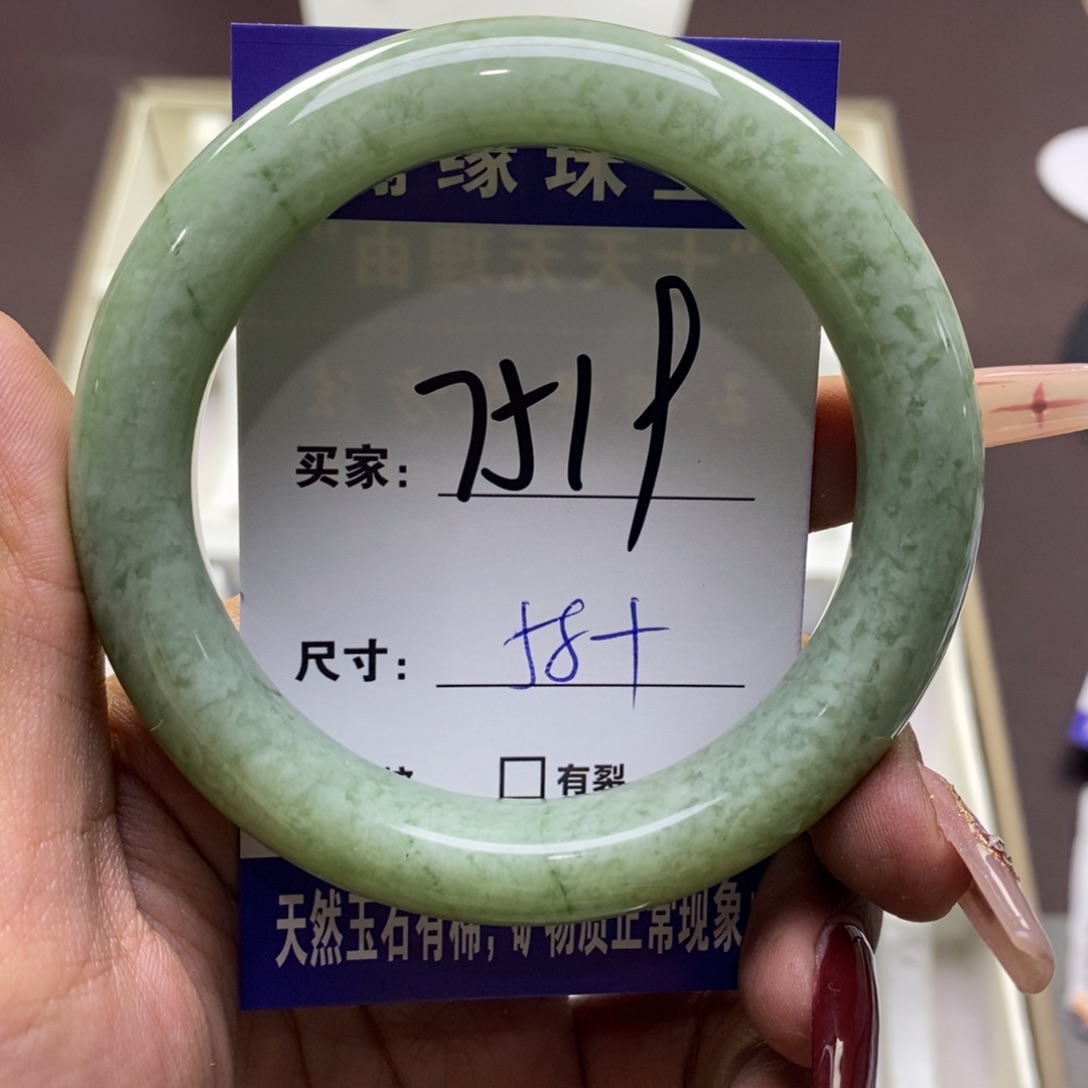 缘珠
买家： 7519
尺寸： 58+
有裂
天然玉石有棉，矿物质正常现象